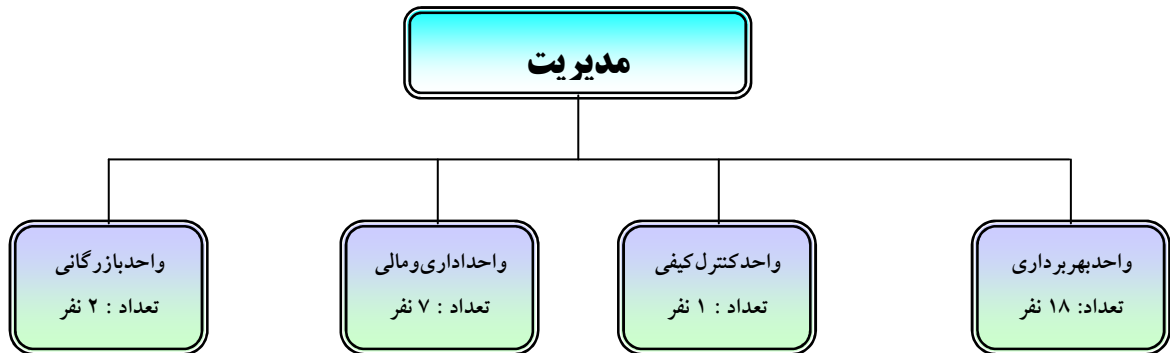 مدیریت
واحدبهربرداری
تعداد: ۱۸ نفر
واحدکنترل‌کیفی
تعداد : ۱ نفر
واحداداری‌ومالی
تعداد : ۷ نفر
واحدبازرگانی
تعداد : ۲ نفر